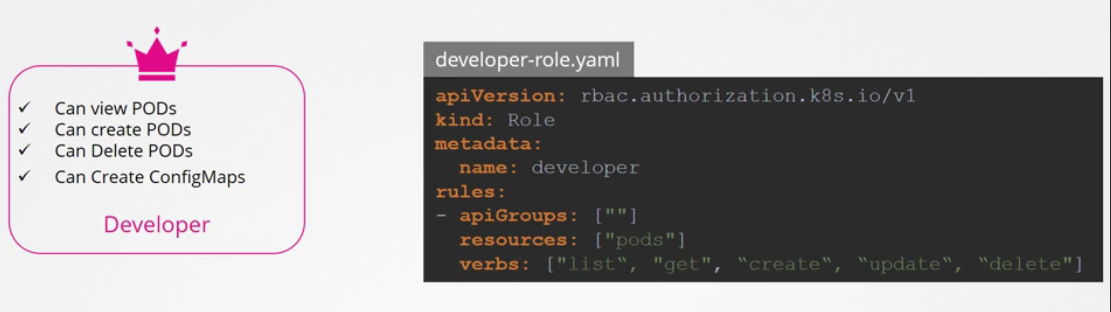 ✓ Can view PODs
✓ Can create PODs
✓ Can Delete PODs
✓ Can Create ConfigMaps
Developer
developer-role.yaml
apiVersion: rbac.authorization.k8s.io/v1
kind: Role
metadata:
  name: developer
rules:
- apiGroups: [""]
  resources: ["pods"]
  verbs: ["list“, "get", “create“, “update“, “delete"]